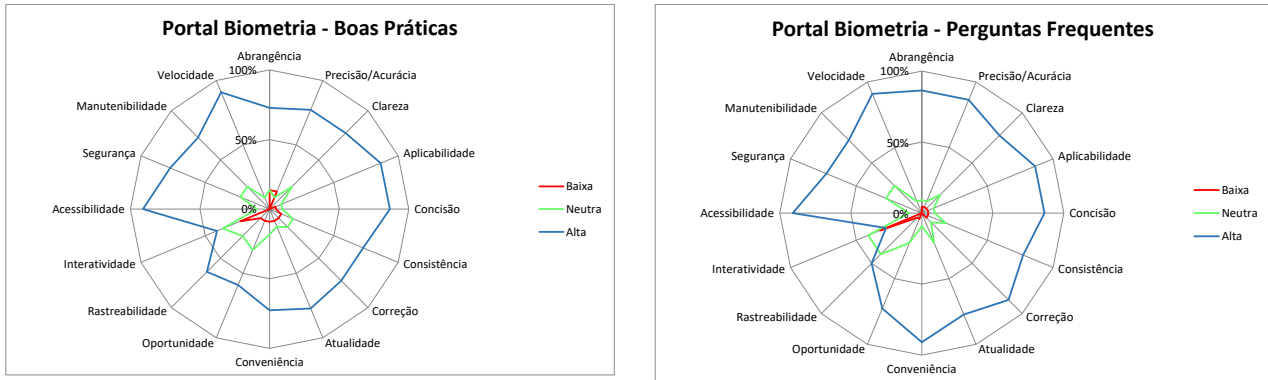 Portal Biometria - Boas Práticas
Abrangência
Precisão/Acurácia
Clareza
Aplicabilidade
Concisão
Consistência
Correção
Atualidade
Conveniência
Oportunidade
Rastreabilidade
Interatividade
Acessibilidade
Segurança
Manutenibilidade
Velocidade
100%
50%
0%
Baixa
Neutra
Alta
Portal Biometria - Perguntas Frequentes
Abrangência
Precisão/Acurácia
Clareza
Aplicabilidade
Concisão
Consistência
Correção
Atualidade
Conveniência
Oportunidade
Rastreabilidade
Interatividade
Acessibilidade
Segurança
Manutenibilidade
Velocidade
100%
50%
0%
Baixa
Neutra
Alta